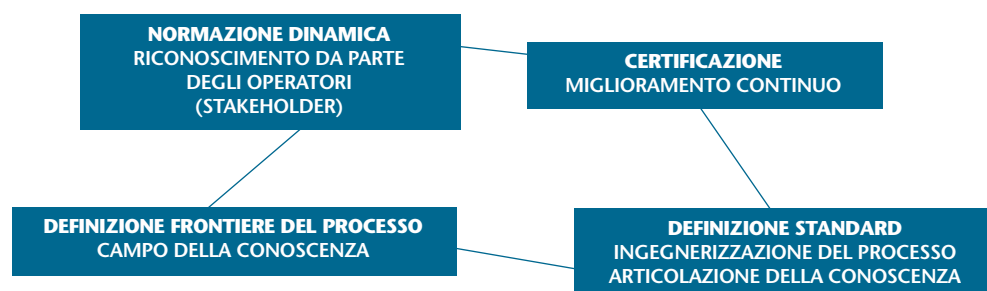 NORMAZIONE DINAMICA
RICONOSCIMENTO DA PARTE
DEGLI OPERATORI
(STAKEHOLDER)
CERTIFICAZIONE
MIGLIORAMENTO CONTINUO
DEFINIZIONE FRONTIERE DEL PROCESSO
CAMPO DELLA CONOSCENZA
DEFINIZIONE STANDARD
INGEGNERIZZAZIONE DEL PROCESSO
ARTICOLAZIONE DELLA CONOSCENZA